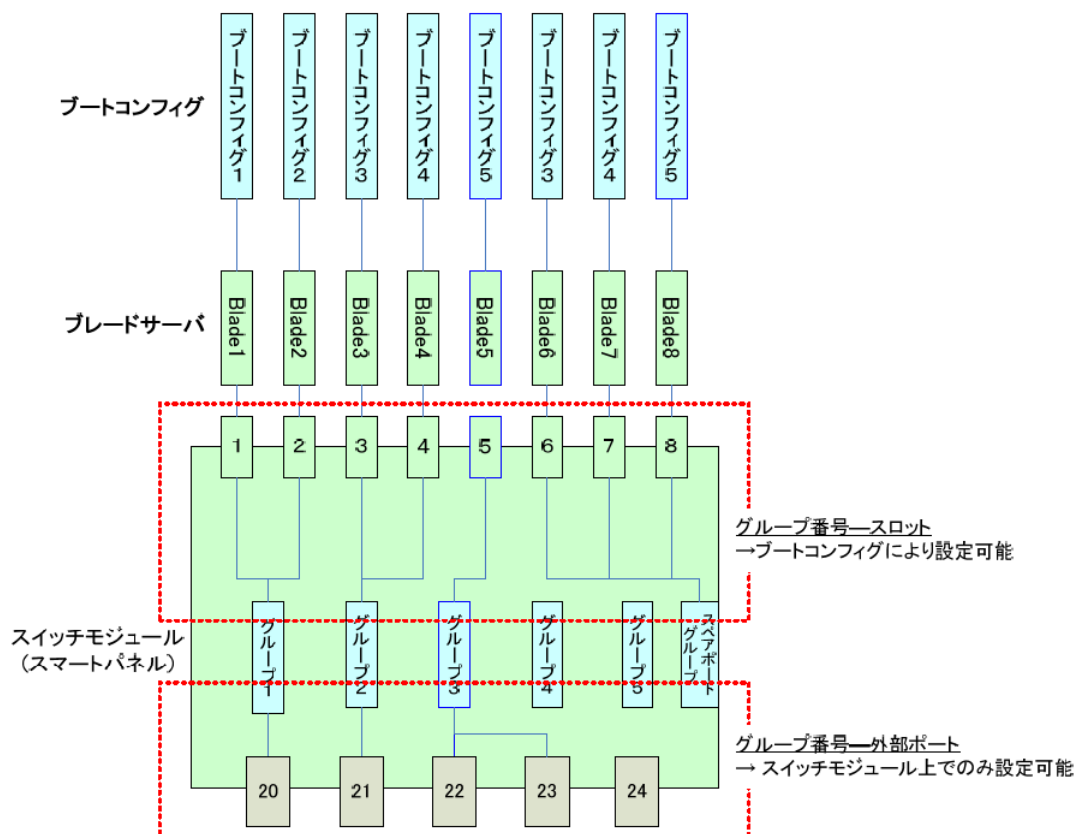 ブートコンフィグ
ブートコンフィグ1
ブートコンフィグ2
ブートコンフィグ3
ブートコンフィグ4
ブートコンフィグ5
ブートコンフィグ3
ブートコンフィグ4
ブートコンフィグ5
ブレードサーバ
Blade1
Blade2
Blade3
Blade4
Blade5
Blade6
Blade7
Blade8
1
2
3
4
5
6
7
8
グループ番号―スロット
→ブートコンフィグにより設定可能
スイッチモジュール
（スマートパネル）
グループ1
グループ2
グループ3
グループ4
グループ5
スペアポート
グループ
グループ番号―外部ポート
→ スイッチモジュール上でのみ設定可能
20
21
22
23
24